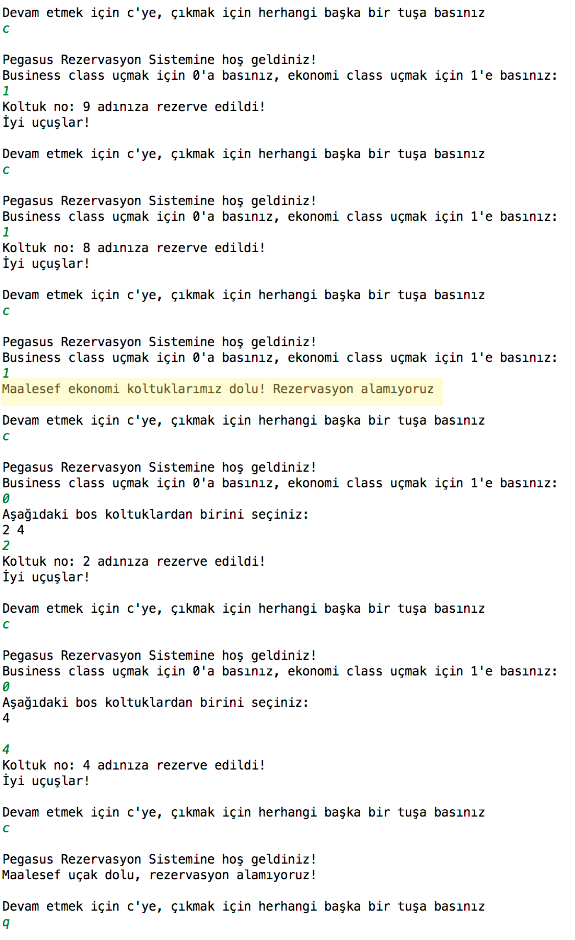 Devam etmek için c'ye, çıkmak için herhangi başka bir tuşa basınız
c
Pegasus Rezervasyon Sistemine hoş geldiniz!
Business class uçmak için 0'a basınız, ekonomi class uçmak için 1'e basınız:
1
Koltuk no: 9 adınıza rezerve edildi!
İyi uçuşlar!
Devam etmek için c'ye, çıkmak için herhangi başka bir tuşa basınız
c
Pegasus Rezervasyon Sistemine hoş geldiniz!
Business class uçmak için 0'a basınız, ekonomi class uçmak için 1'e basınız:
1
Koltuk no: 8 adınıza rezerve edildi!
İyi uçuşlar!
Devam etmek için c'ye, çıkmak için herhangi başka bir tuşa basınız
c
Pegasus Rezervasyon Sistemine hoş geldiniz!
Business class uçmak için 0'a basınız, ekonomi class uçmak için 1'e basınız:
1
Maalesef ekonomi koltuklarımız dolu! Rezervasyon alamıyoruz
Devam etmek için c'ye, çıkmak için herhangi başka bir tuşa basınız
c
Pegasus Rezervasyon Sistemine hoş geldiniz!
Business class uçmak için 0'a basınız, ekonomi class uçmak için 1'e basınız:
0
Aşağıdaki bos koltuklardan birini seçiniz:
2 4
2
Koltuk no: 2 adınıza rezerve edildi!
İyi uçuşlar!
Devam etmek için c'ye, çıkmak için herhangi başka bir tuşa basınız
c
Pegasus Rezervasyon Sistemine hoş geldiniz!
Business class uçmak için 0'a basınız, ekonomi class uçmak için 1'e basınız:
0
Aşağıdaki bos koltuklardan birini seçiniz:
4
4
Koltuk no: 4 adınıza rezerve edildi!
İyi uçuşlar!
Devam etmek için c'ye, çıkmak için herhangi başka bir tuşa basınız
c
Pegasus Rezervasyon Sistemine hoş geldiniz!
Maalesef uçak dolu, rezervasyon alamıyoruz!
Devam etmek için c'ye, çıkmak için herhangi başka bir tuşa basınız
q